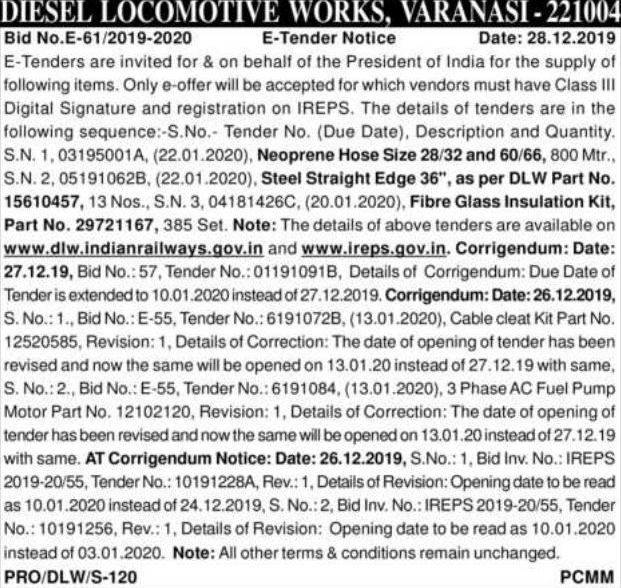 DIESEL LOCOMOTIVE WORKS, VARANASI - 221004
Bid No.E-61/2019-2020 E-Tender Notice Date: 28.12.2019
E-Tenders are invited for & on behalf of the President of India for the supply of
following items. Only e-offer will be accepted for which vendors must have Class III
Digital Signature and registration on IREPS. The details of tenders are in the
following sequence:-S.No.- Tender No. (Due Date), Description and Quantity.
S.N. 1, 03195001A, (22.01.2020), Neoprene Hose Size 28/32 and 60/66, 800 Mtr.,
S.N. 2, 05191062B, (22.01.2020), Steel Straight Edge 36", as per DLW Part No.
15610457, 13 Nos., S.N. 3, 04181426C, (20.01.2020), Fibre Glass Insulation Kit,
Part No. 29721167, 385 Set. Note: The details of above tenders are available on
www.dlw.indianrailways.gov.in and www.ireps.gov.in. Corrigendum: Date:
27.12.19, Bid No.: 57, Tender No.: 01191091B, Details of Corrigendum: Due Date of
Tender is extended to 10.01.2020 instead of 27.12.2019. Corrigendum: Date: 26.12.2019,
S. No.: 1., Bid No.: E-55, Tender No.: 6191072B, (13.01.2020), Cable cleat Kit Part No.
12520585, Revision: 1, Details of Correction: The date of opening of tender has been
revised and now the same will be opened on 13.01.20 instead of 27.12.19 with same,
S. No.: 2., Bid No.: E-55, Tender No.: 6191084, (13.01.2020), 3 Phase AC Fuel Pump
Motor Part No. 12102120, Revision: 1, Details of Correction: The date of opening of
tender has been revised and now the same will be opened on 13.01.20 instead of 27.12.19
with same. AT Corrigendum Notice: Date: 26.12.2019, S.No.: 1, Bid Inv. No.: IREPS
2019-20/55, Tender No.: 10191228A, Rev.: 1, Details of Revision: Opening date to be read
as 10.01.2020 instead of 24.12.2019, S. No.: 2, Bid Inv. No.: IREPS 2019-20/55, Tender
No.: 10191256, Rev.: 1, Details of Revision: Opening date to be read as 10.01.2020
instead of 03.01.2020. Note: All other terms & conditions remain unchanged.
PRO/DLW/S-120 PCMM